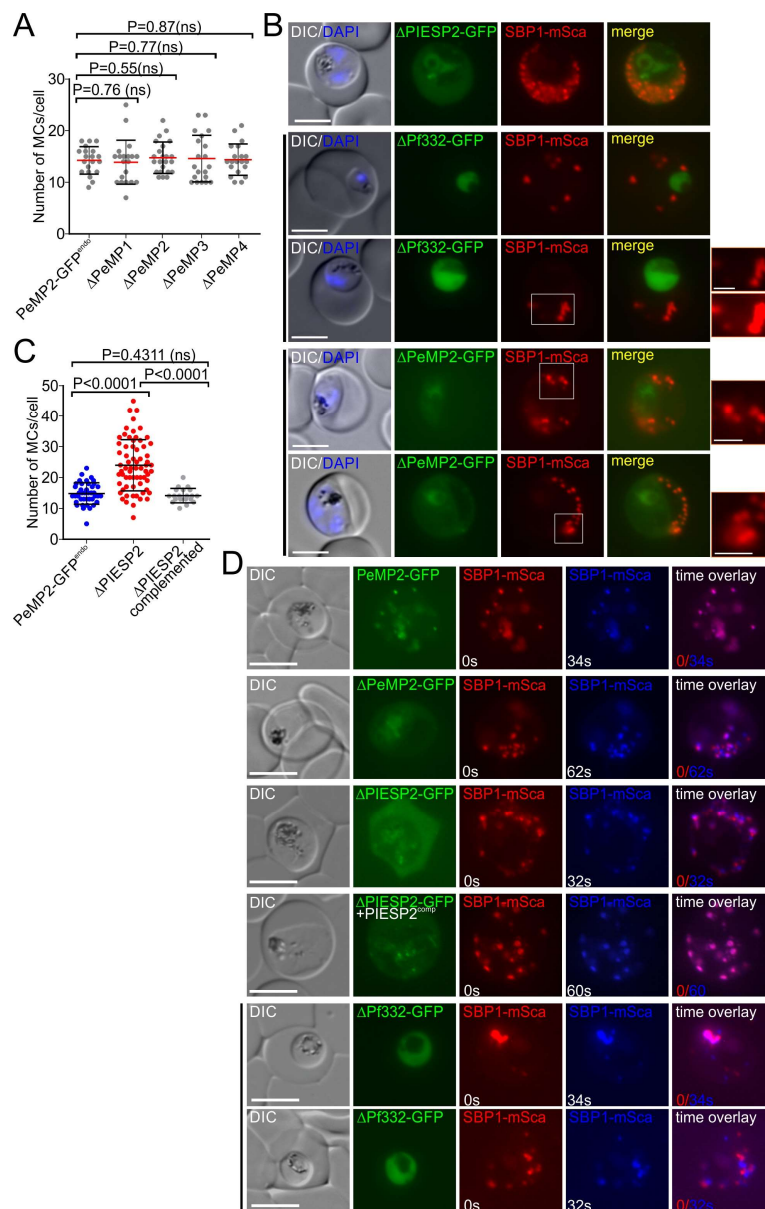 A
P=0.87(ns)
P=0.77(ns)
P=0.55(ns)
P=0.76 (ns)
Number of MCs/cell
30
20
10
0
PeMP2-GFPendo
ΔPeMP1
ΔPeMP2
ΔPeMP3
ΔPeMP4
B
DIC/DAPI
ΔPIESP2-GFP
SBP1-mSca
merge
DIC/DAPI
ΔPf332-GFP
SBP1-mSca
merge
DIC/DAPI
ΔPf332-GFP
SBP1-mSca
merge
DIC/DAPI
ΔPeMP2-GFP
SBP1-mSca
merge
DIC/DAPI
ΔPeMP2-GFP
SBP1-mSca
merge
C
P=0.4311 (ns)
P<0.0001
P<0.0001
Number of MCs/cell
50
40
30
20
10
0
PeMP2-GFPendo
ΔPIESP2
ΔPIESP2
complemented
D
DIC
PeMP2-GFP
SBP1-mSca
SBP1-mSca
time overlay
0s
34s
0/34s
DIC
ΔPeMP2-GFP
SBP1-mSca
SBP1-mSca
time overlay
0s
62s
0/62s
DIC
ΔPIESP2-GFP
SBP1-mSca
SBP1-mSca
time overlay
0s
32s
0/32s
DIC
ΔPIESP2-GFP
+PIESP2comp
SBP1-mSca
SBP1-mSca
time overlay
0s
60s
0/60
DIC
ΔPf332-GFP
SBP1-mSca
SBP1-mSca
time overlay
0s
34s
0/34s
DIC
ΔPf332-GFP
SBP1-mSca
SBP1-mSca
time overlay
0s
32s
0/32s